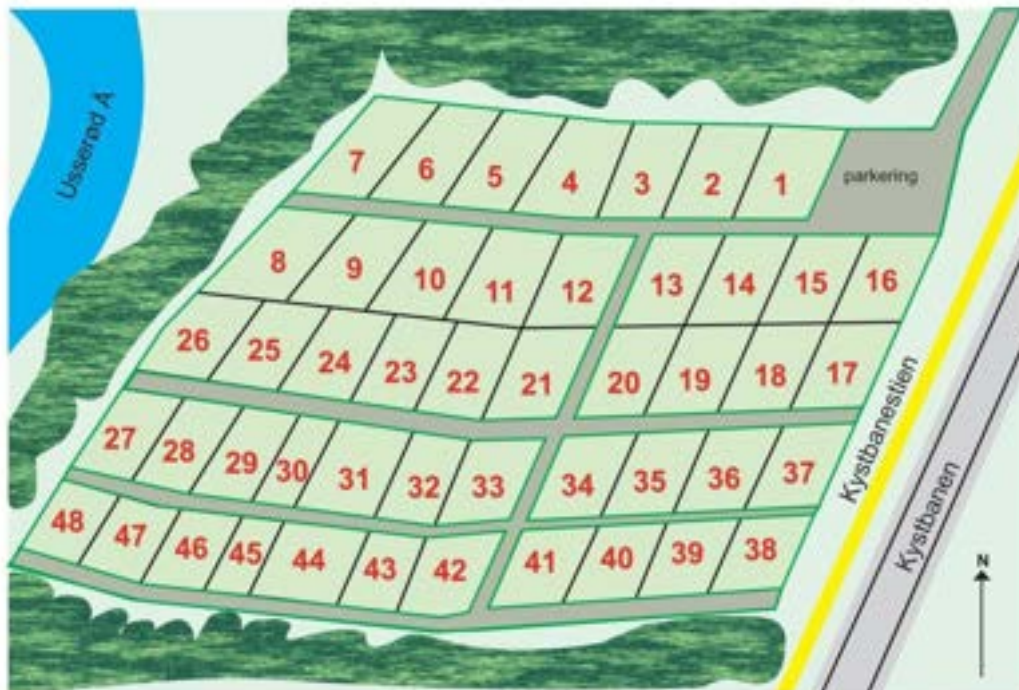 Usserød Å
7 6 5 4 3 2 1
parkering
8 9 10 11 12 13 14 15 16
26 25 24 23 22 21 20 19 18 17
27 28 29 30 31 32 33 34 35 36 37
48 47 46 45 44 43 42 41 40 39 38
Kystbanestien
Kystbanen
N